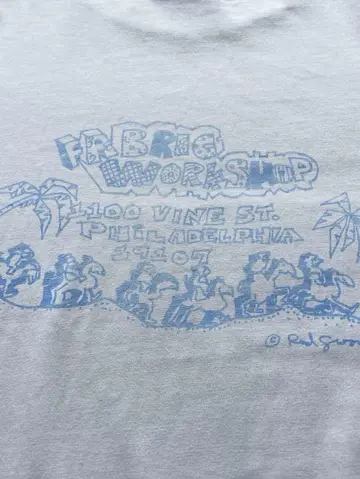 FABRIC
WORKSHOP
1100 VINE ST.
PHILADELPHIA
19107
©